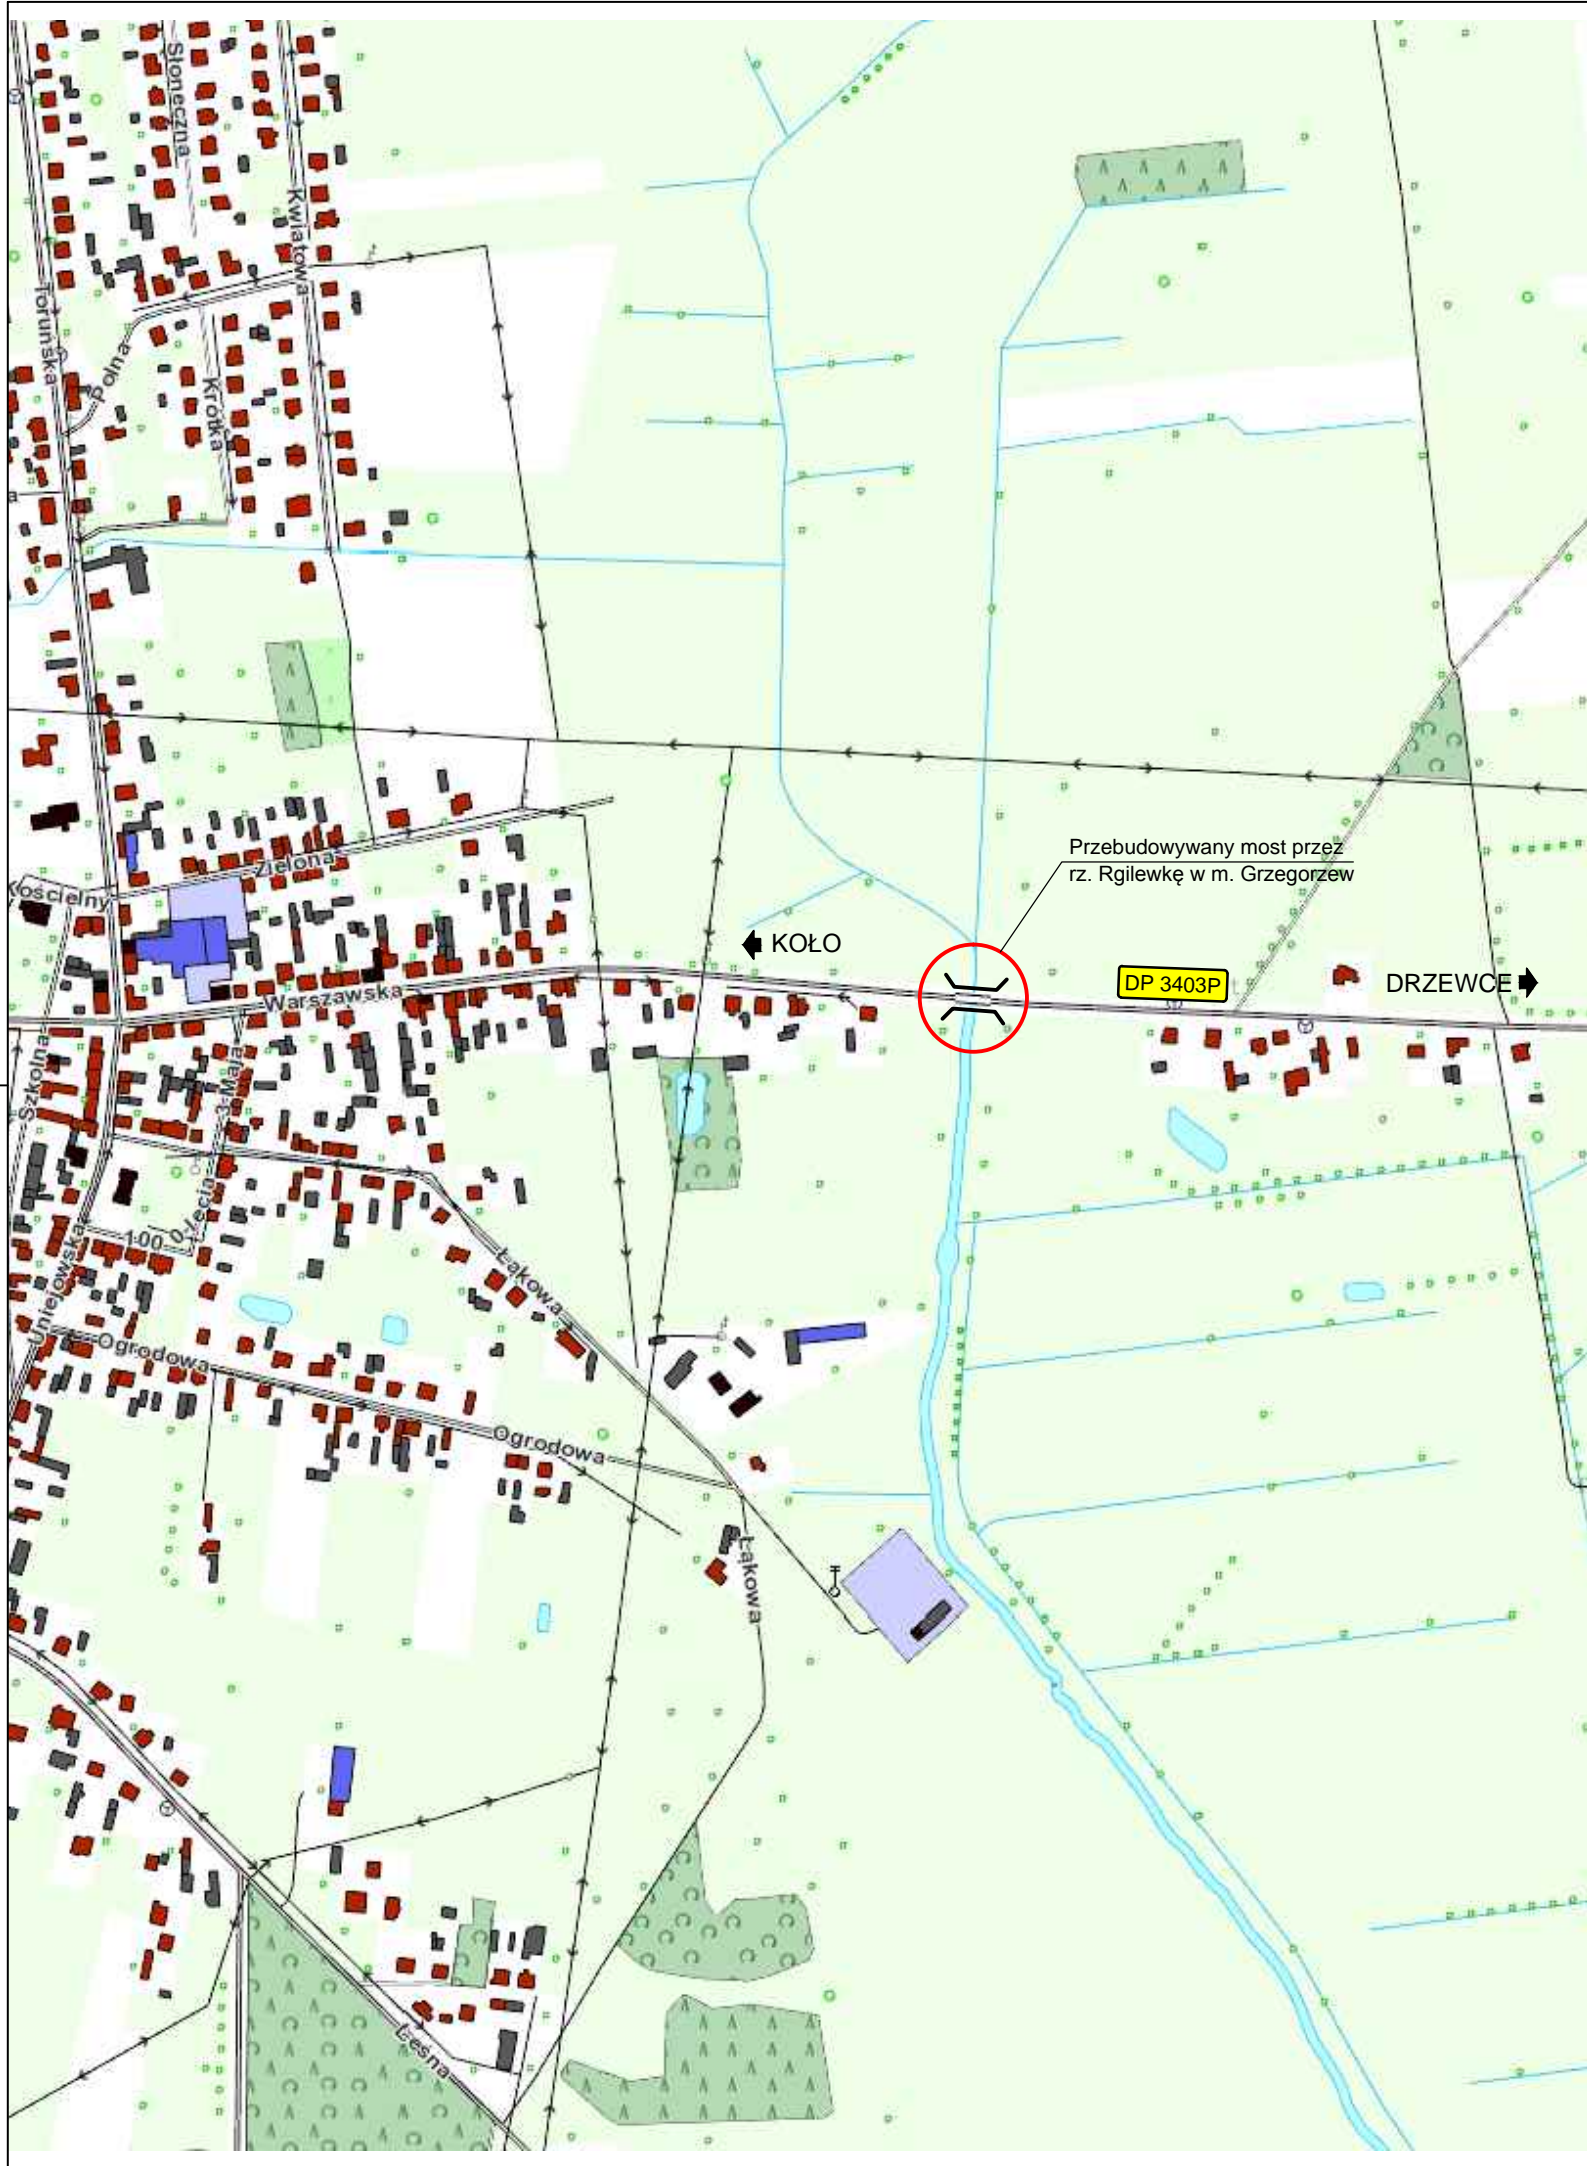 Słoneczna
Kwiatowa
Toruńska
Polna
Krótka
Przebudowywany most przez
rz. Rgilewkę w m. Grzegorzew
Zielona
Kościelny
KOŁO
DP 3403P
DRZEWCE
Warszawska
Szkolna
3-Maja
100
0-lecia
Uniejowska
Łąkowa
Ogrodowa
Ogrodowa
Łąkowa
Leśna